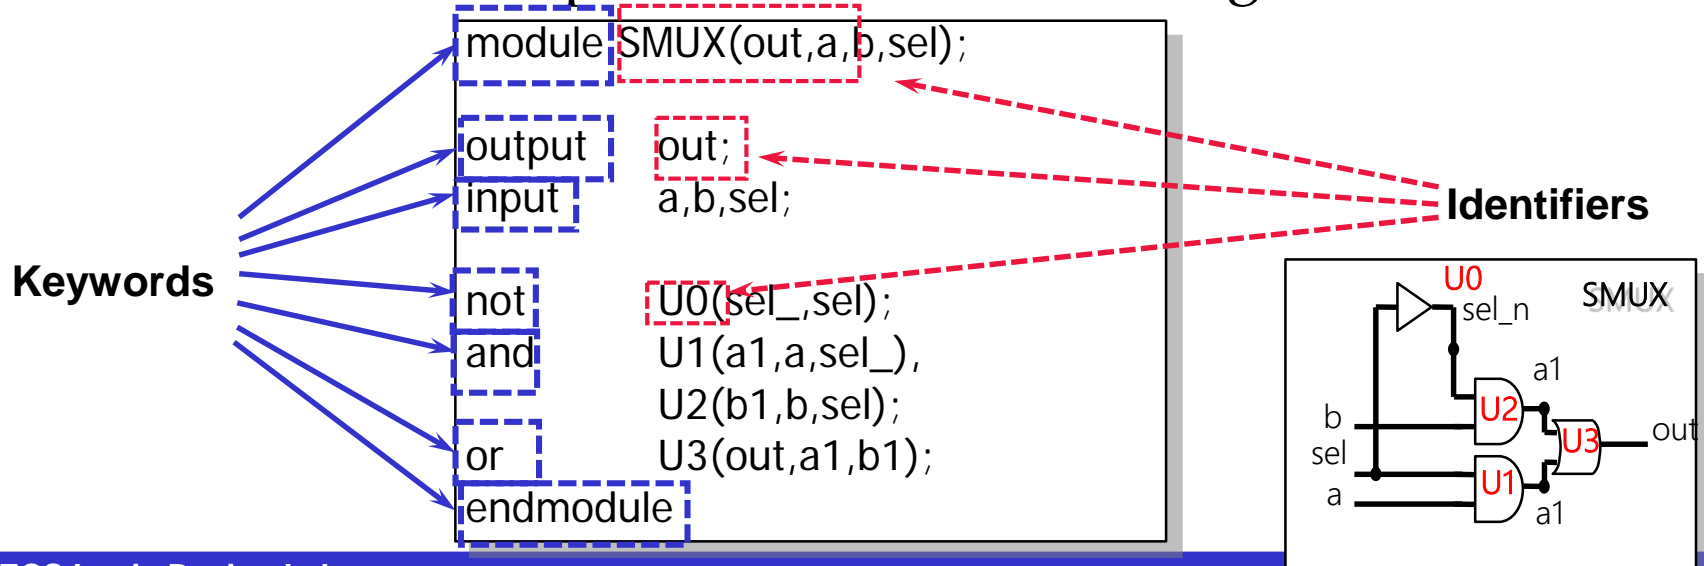 module SMUX(out,a,b,sel);
output out;
input a,b,sel;
Identifiers
Keywords
not U0(sel_,sel);
and U1(a1,a,sel_),
U2(b1,b,sel);
or U3(out,a1,b1);
endmodule
U0
SMUX
sel_n
a1
b
U2
out
sel
U3
U1
a
a1